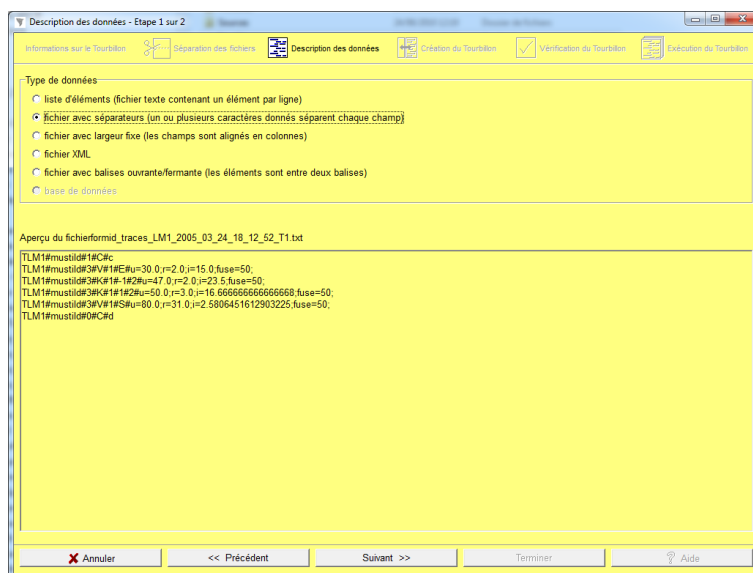 Description des données - Etape 1 sur 2
Informations sur le Tourbillon
Séparation des fichiers
Description des données
Création du Tourbillon
Vérification du Tourbillon
Exécution du Tourbillon
Type de données
liste d'éléments (fichier texte contenant un élément par ligne)
fichier avec séparateurs (un ou plusieurs caractères donnés séparent chaque champ)
fichier avec largeur fixe (les champs sont alignés en colonnes)
fichier XML
fichier avec balises ouvrante/fermante (les éléments sont entre deux balises)
base de données
Aperçu du fichierformid_traces_LM1_2005_03_24_18_12_52_T1.txt
TLM1#mustild#1#C#c
TLM1#mustild#3#V#1#E#u=30.0;r=2.0;i=15.0;fuse=50;
TLM1#mustild#3#K#1#-1#2#u=47.0;r=2.0;i=23.5;fuse=50;
TLM1#mustild#3#K#1#1#2#u=50.0;r=3.0;i=16.666666666666668;fuse=50;
TLM1#mustild#3#V#1#S#u=80.0;r=31.0;i=2.5806451612903225;fuse=50;
TLM1#mustild#0#C#d
Annuler
<< Précédent
Suivant >>
Terminer
Aide